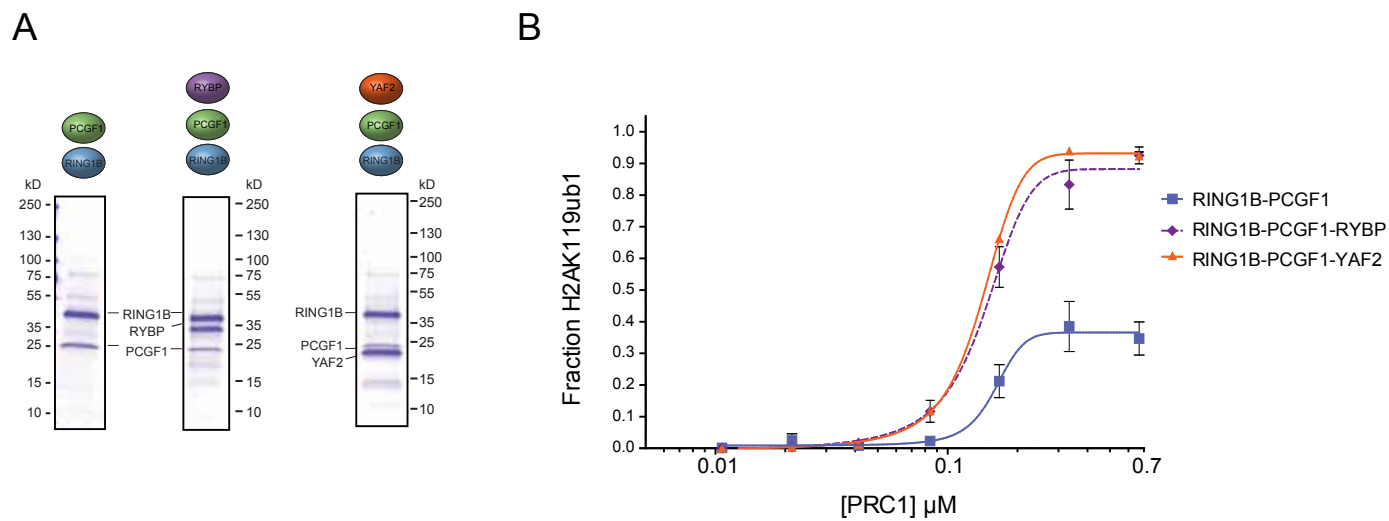 A
B
RYBP
YAF2
PCGF1
PCGF1
PCGF1
RING1B
RING1B
RING1B
kD
kD
kD
250
130
100
75
55
35
25
15
10
RING1B
RYBP
PCGF1
250
130
100
75
55
35
25
15
10
RING1B
PCGF1
YAF2
250
130
100
75
55
35
25
15
10
Fraction H2AK119ub1
1.0
0.9
0.8
0.7
0.6
0.5
0.4
0.3
0.2
0.1
0.0
0.01
0.1
0.7
[PRC1] µM
RING1B-PCGF1
RING1B-PCGF1-RYBP
RING1B-PCGF1-YAF2